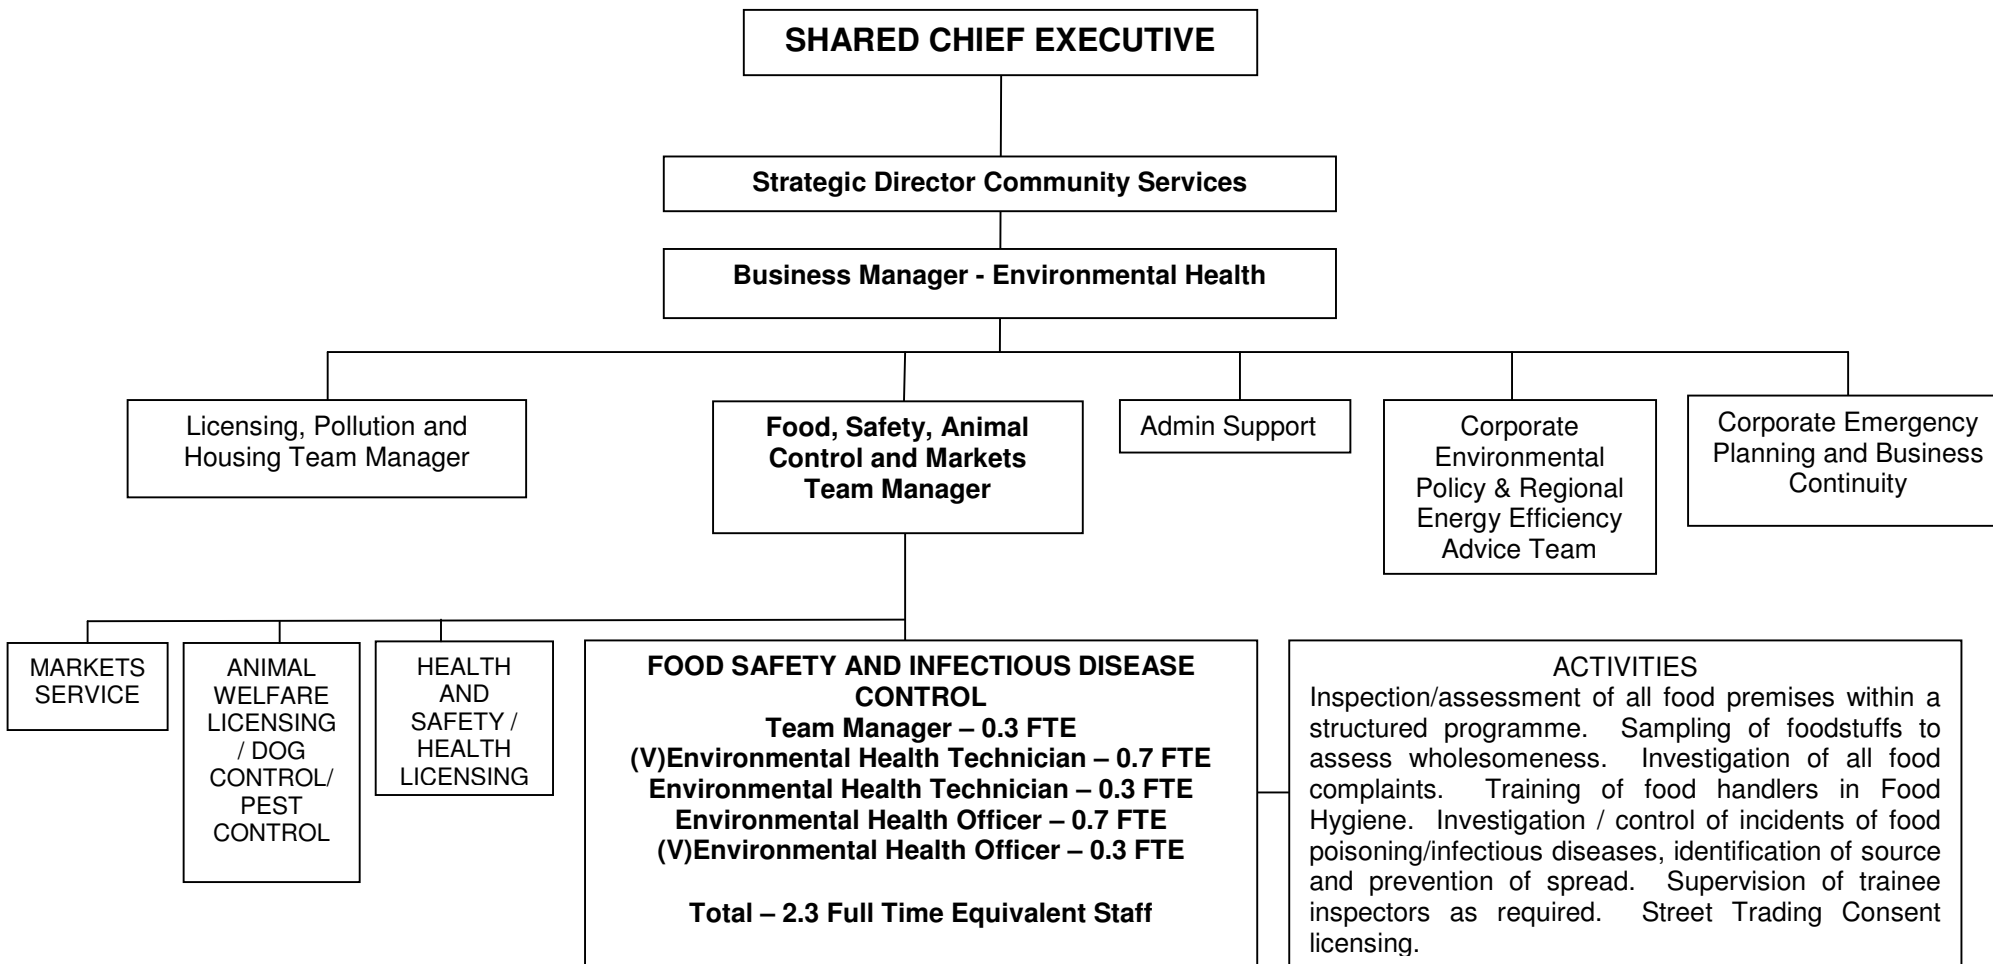 SHARED CHIEF EXECUTIVE
Strategic Director Community Services
Business Manager - Environmental Health
Licensing, Pollution and
Housing Team Manager
Food, Safety, Animal
Control and Markets
Team Manager
Admin Support
Corporate
Environmental
Policy & Regional
Energy Efficiency
Advice Team
Corporate Emergency
Planning and Business
Continuity
MARKETS
SERVICE
ANIMAL
WELFARE
LICENSING
/ DOG
CONTROL/
PEST
CONTROL
HEALTH
AND
SAFETY /
HEALTH
LICENSING
FOOD SAFETY AND INFECTIOUS DISEASE
CONTROL
Team Manager – 0.3 FTE
(V)Environmental Health Technician – 0.7 FTE
Environmental Health Technician – 0.3 FTE
Environmental Health Officer – 0.7 FTE
(V)Environmental Health Officer – 0.3 FTE
Total – 2.3 Full Time Equivalent Staff
ACTIVITIES
Inspection/assessment of all food premises within a
structured programme. Sampling of foodstuffs to
assess wholesomeness. Investigation of all food
complaints. Training of food handlers in Food
Hygiene. Investigation / control of incidents of food
poisoning/infectious diseases, identification of source
and prevention of spread. Supervision of trainee
inspectors as required. Street Trading Consent
licensing.